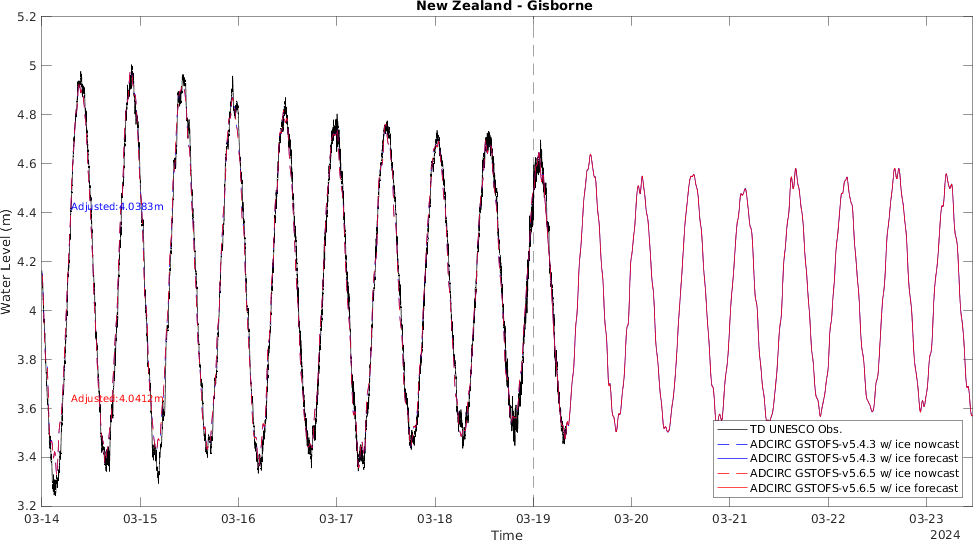 New Zealand - Gisborne
5.2
5
4.8
4.6
4.4
4.2
4
3.8
3.6
3.4
3.2
Water Level (m)
Adjusted:4.0383m
Adjusted:4.0412m
TD UNESCO Obs.
ADCIRC GSTOFS-v5.4.3 w/ ice nowcast
ADCIRC GSTOFS-v5.4.3 w/ ice forecast
ADCIRC GSTOFS-v5.6.5 w/ ice nowcast
ADCIRC GSTOFS-v5.6.5 w/ ice forecast
03-14 03-15 03-16 03-17 03-18 03-19 03-20 03-21 03-22 03-23
Time
2024